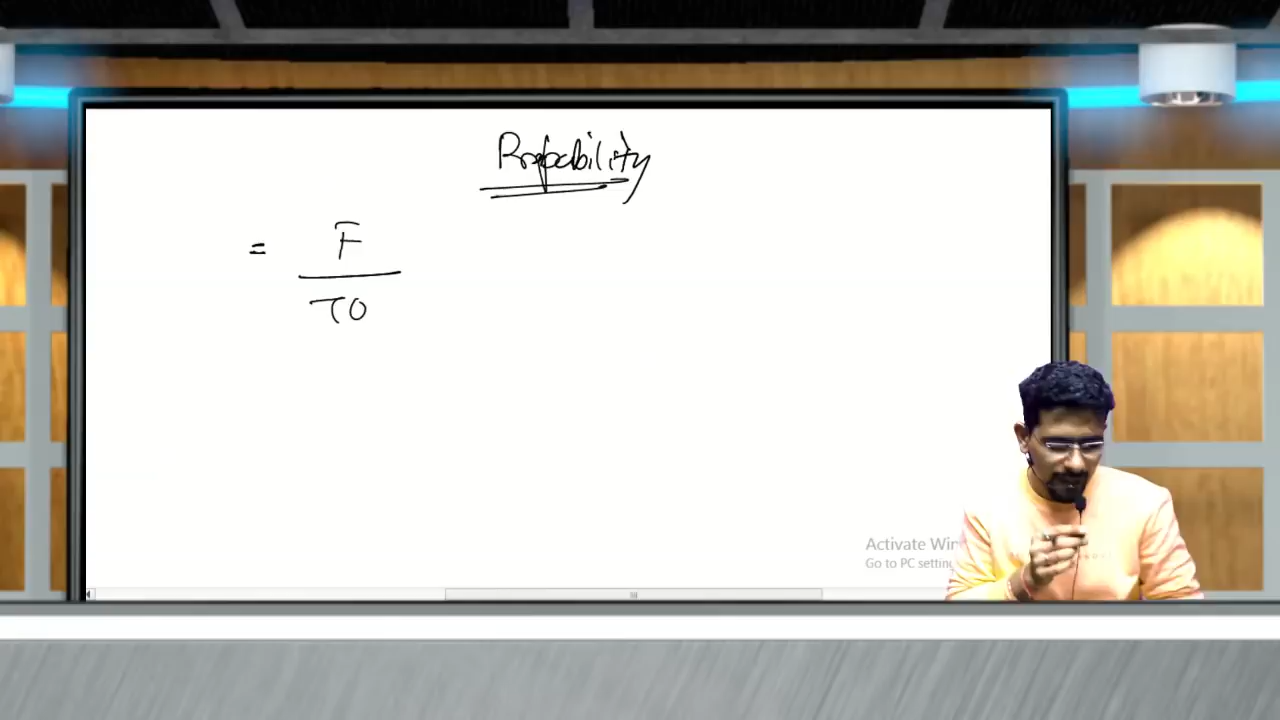 Probability
= F
TO
Activate Win
Go to PC setting